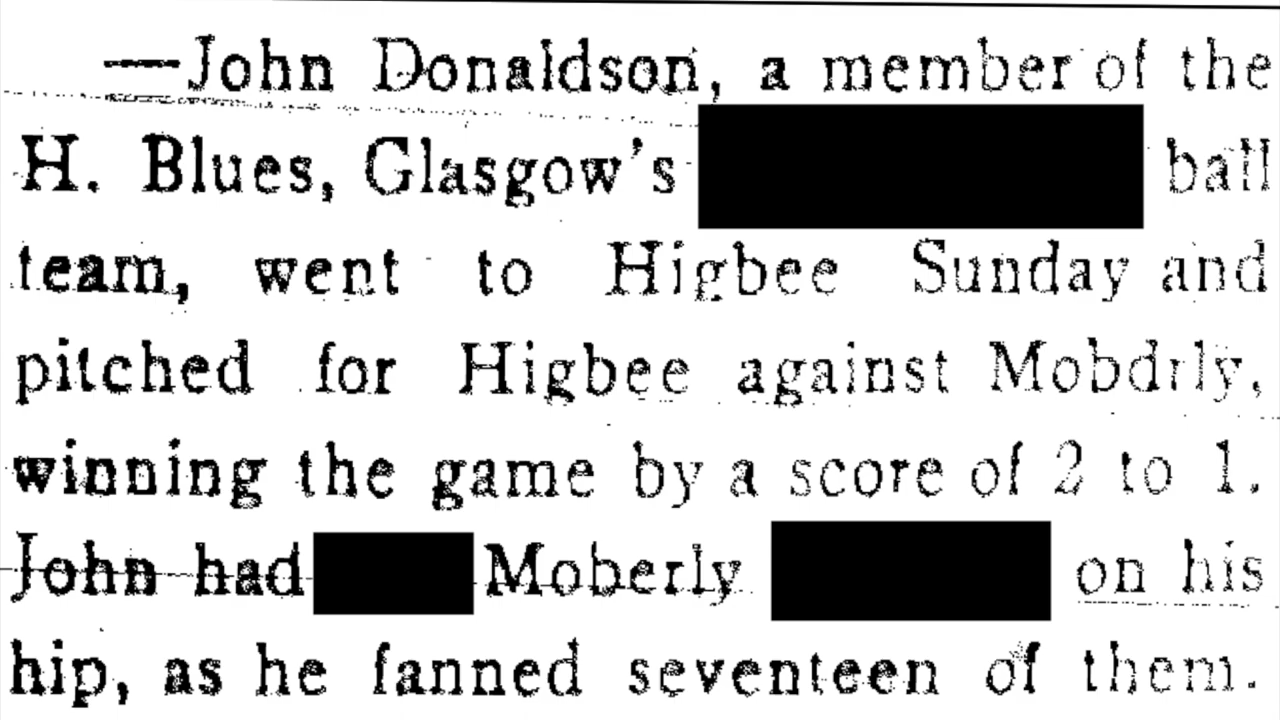 —John Donaldson, a member of the
H. Blues, Glasgow's ball
team, went to Higbee Sunday and
pitched for Higbee against Mobdrly,
winning the game by a score of 2 to 1.
John had Moberly on his
hip, as he fanned seventeen of them.